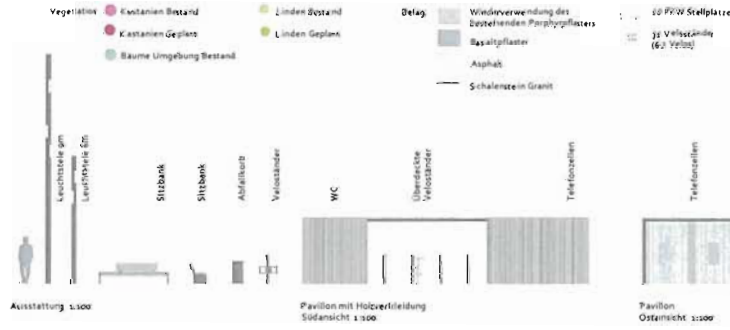 Vegetation
Kastanien Bestand
Kastanien Geplant
Bäume Umgebung Bestand
Linden Bestand
Linden Geplant
Belag
Wiederverwendung des
bestehenden Porphyrpflasters
Basaltpflaster
Asphalt
Schalenstein Granit
PKW Stellplätze
Velostände
Velos)
Leuchtstele 9m
Leuchtstele 6m
Sitzbank
Sitzbank
Abfallkorb
Veloständer
WC
Überdeckte
Veloständer
Telefonzellen
Telefonzellen
Ausstattung 1:100
Pavillon mit Holzverkleidung
Südansicht 1:100
Pavillon
Ostansicht 1:100